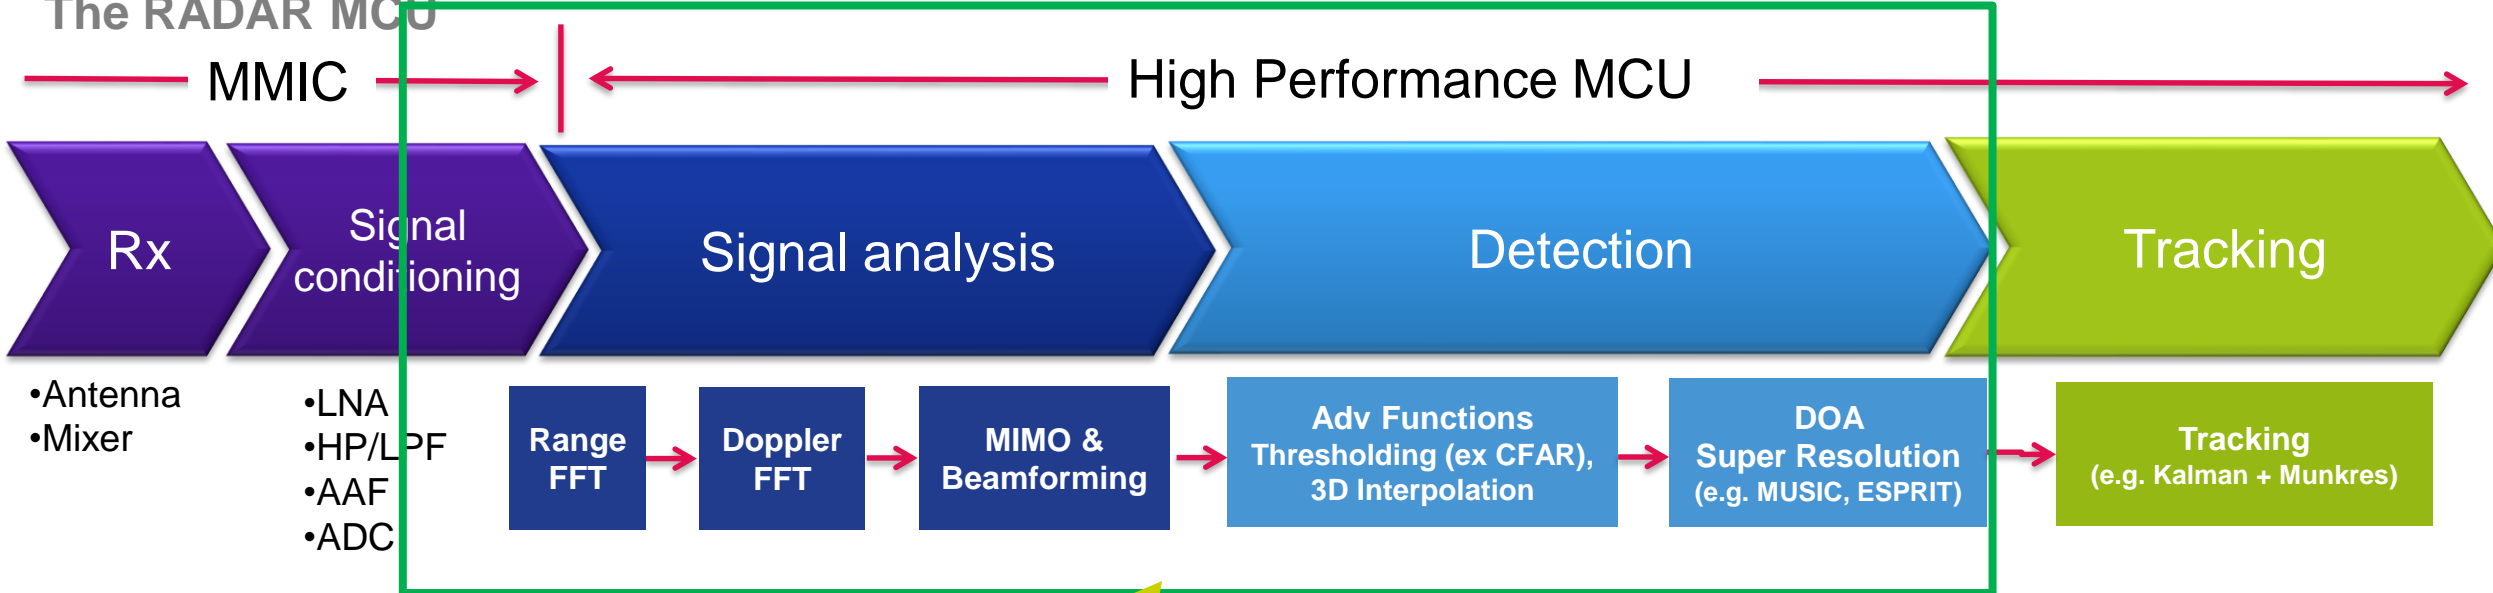 The RADAR MCU
MMIC
High Performance MCU
Rx
Signal
conditioning
Signal analysis
Detection
Tracking
•Antenna
•Mixer
•LNA
•HP/LPF
•AAF
•ADC
Range
FFT
Doppler
FFT
MIMO &
Beamforming
Adv Functions
Thresholding (ex CFAR),
3D Interpolation
DOA
Super Resolution
(e.g. MUSIC, ESPRIT)
Tracking
(e.g. Kalman + Munkres)